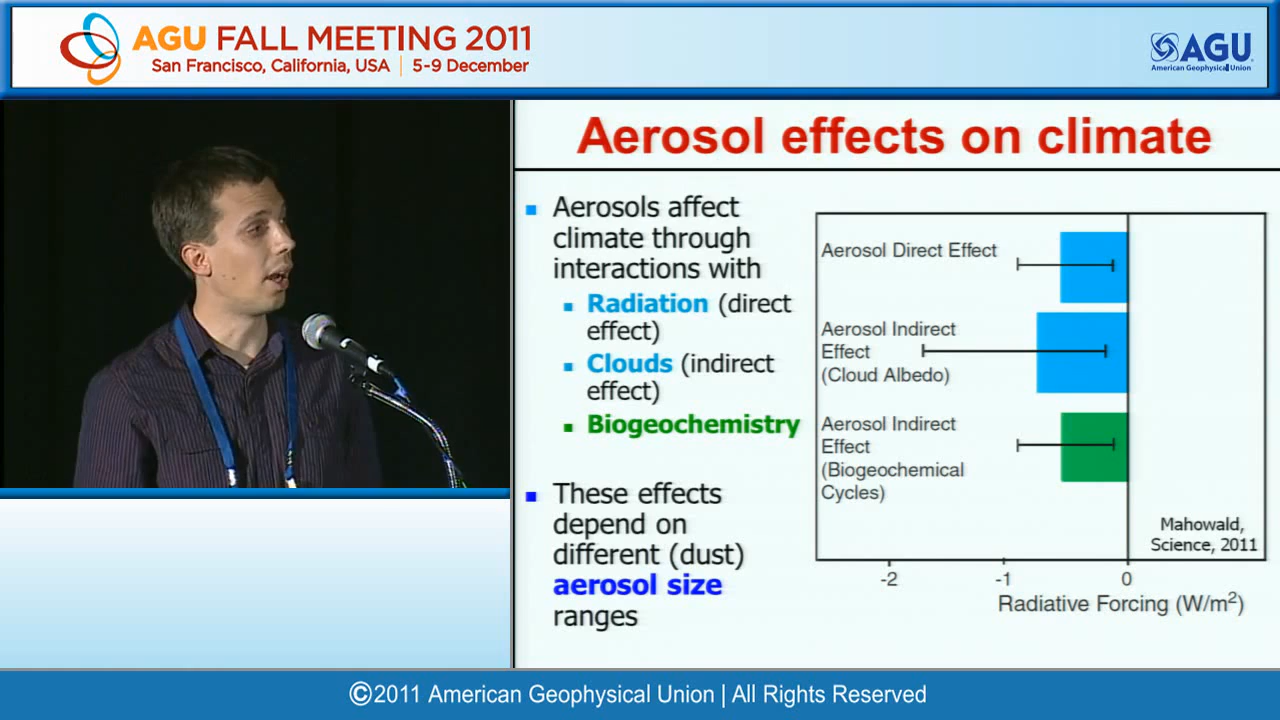 AGU FALL MEETING 2011
San Francisco, California, USA | 5-9 December
AGU
American Geophysical Union
Aerosol effects on climate
Aerosols affect
climate through
interactions with
Radiation (direct
effect)
Clouds (indirect
effect)
Biogeochemistry
These effects
depend on
different (dust)
aerosol size
ranges
Aerosol Direct Effect
Aerosol Indirect
Effect
(Cloud Albedo)
Aerosol Indirect
Effect
(Biogeochemical
Cycles)
Mahowald,
Science, 2011
-2 -1 0
Radiative Forcing (W/m²)
©2011 American Geophysical Union | All Rights Reserved